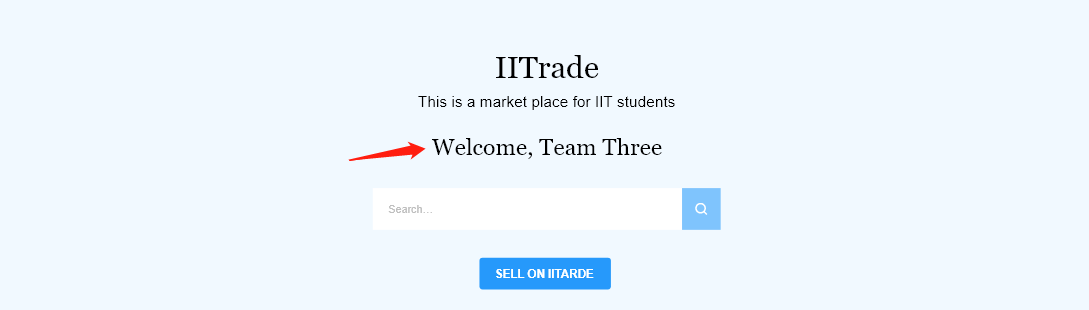 IITrade
This is a market place for IIT students
Welcome, Team Three
Search...
SELL ON IITARDE